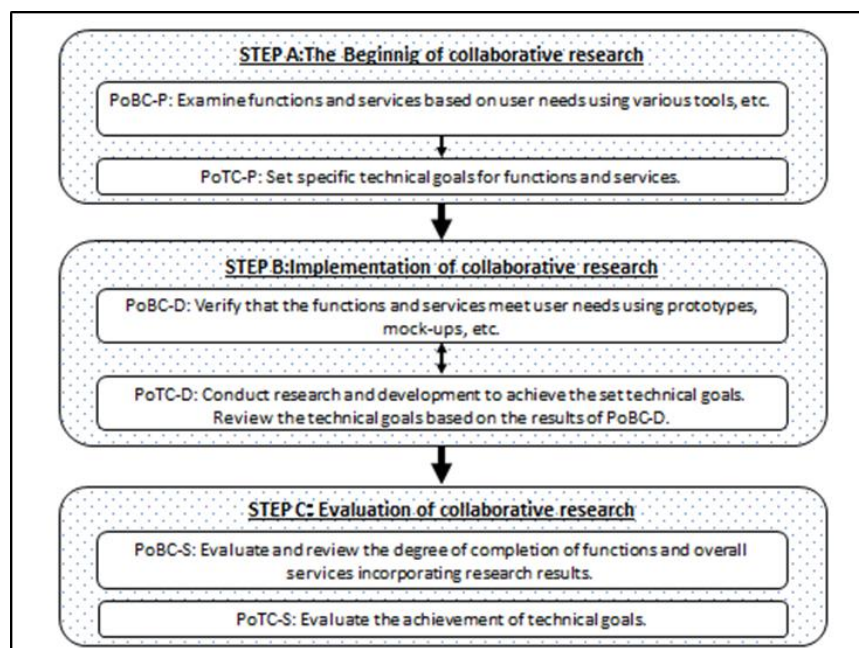 STEP A:The Beginnig of collaborative research
PoBC-P: Examine functions and services based on user needs using various tools, etc.
PoTC-P: Set specific technical goals for functions and services.
STEP B:Implementation of collaborative research
PoBC-D: Verify that the functions and services meet user needs using prototypes,
mock-ups, etc.
PoTC-D: Conduct research and development to achieve the set technical goals.
Review the technical goals based on the results of PoBC-D.
STEP C: Evaluation of collaborative research
PoBC-S: Evaluate and review the degree of completion of functions and overall
services incorporating research results.
PoTC-S: Evaluate the achievement of technical goals.